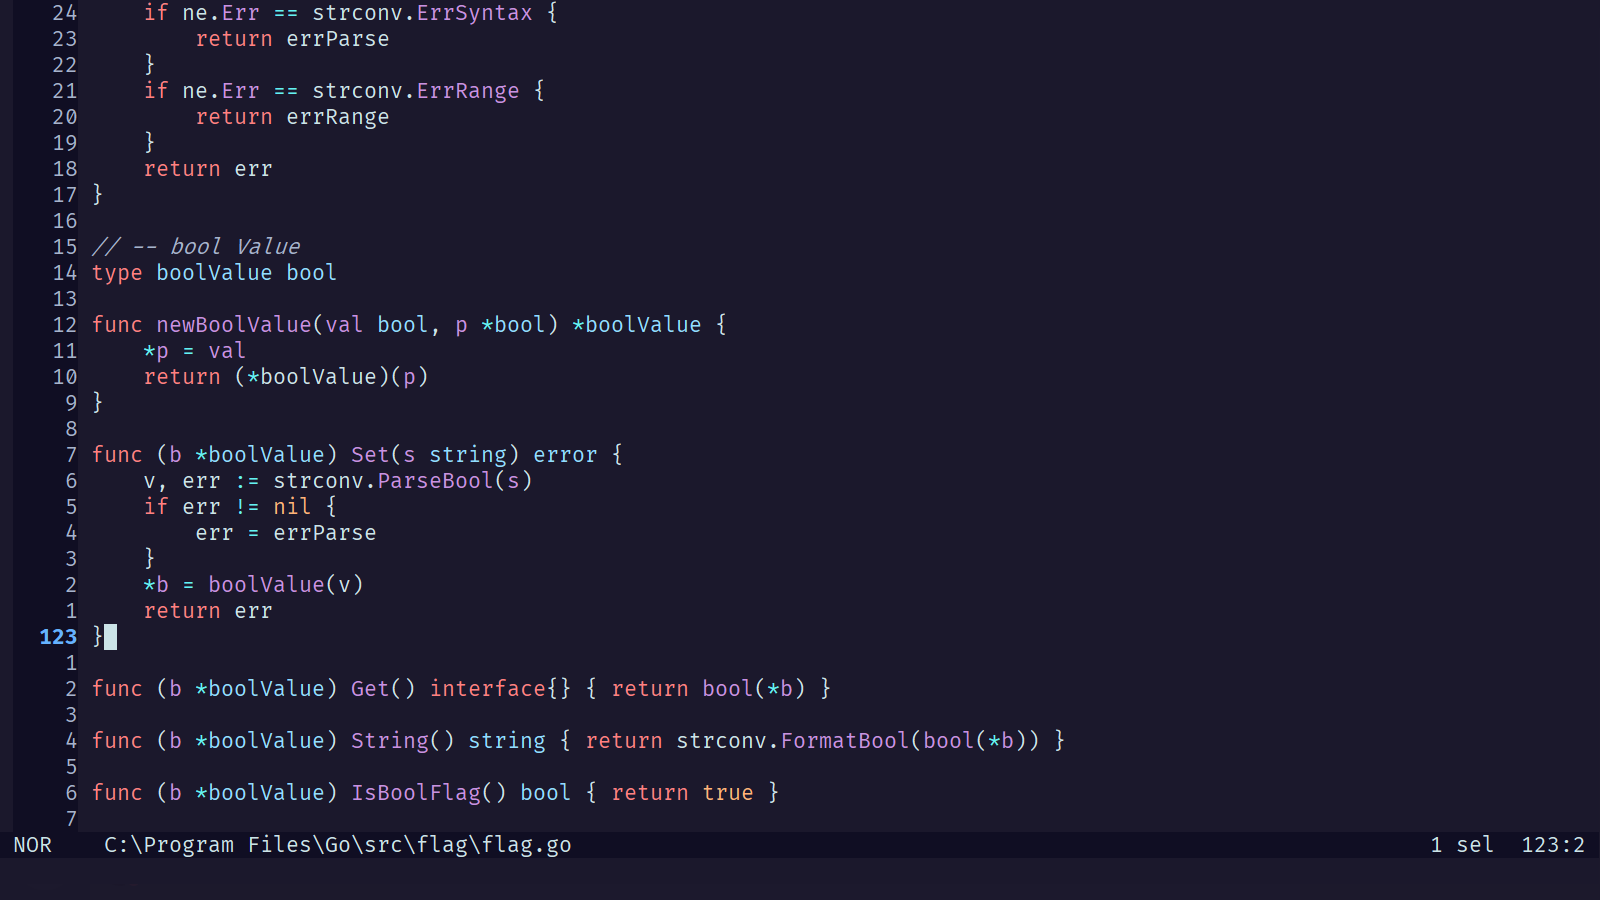 24     if ne.Err == strconv.ErrSyntax {
23         return errParse
22     }
21     if ne.Err == strconv.ErrRange {
20         return errRange
19     }
18     return err
17 }
16
15 // -- bool Value
14 type boolValue bool
13
12 func newBoolValue(val bool, p *bool) *boolValue {
11     *p = val
10     return (*boolValue)(p)
9 }
8
7 func (b *boolValue) Set(s string) error {
6     v, err := strconv.ParseBool(s)
5     if err != nil {
4         err = errParse
3     }
2     *b = boolValue(v)
1     return err
123 }
1
2 func (b *boolValue) Get() interface{} { return bool(*b) }
3
4 func (b *boolValue) String() string { return strconv.FormatBool(bool(*b)) }
5
6 func (b *boolValue) IsBoolFlag() bool { return true }
7
NOR    C:\Program Files\Go\src\flag\flag.go    1 sel  123:2